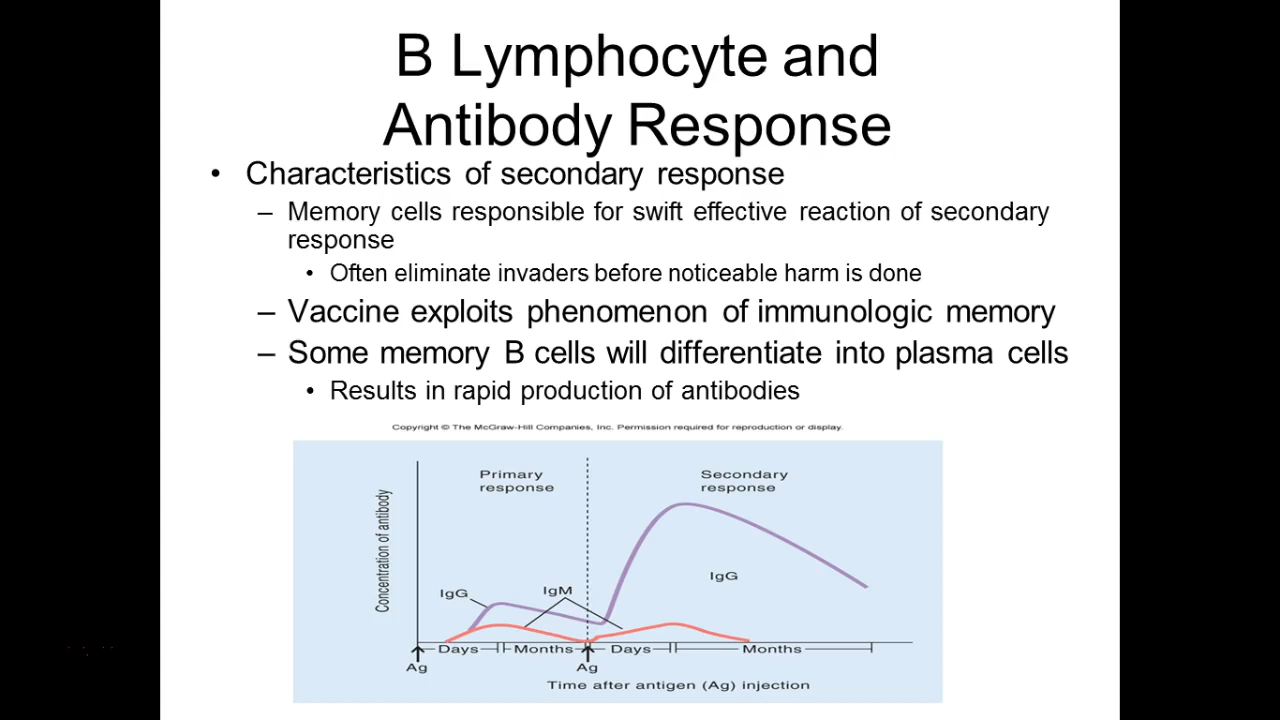 B Lymphocyte and
Antibody Response
• Characteristics of secondary response
– Memory cells responsible for swift effective reaction of secondary
response
• Often eliminate invaders before noticeable harm is done
– Vaccine exploits phenomenon of immunologic memory
– Some memory B cells will differentiate into plasma cells
• Results in rapid production of antibodies
Copyright © The McGraw-Hill Companies, Inc. Permission required for reproduction or display.
Primary
response
Secondary
response
Concentration of antibody
IgG
IgM
IgG
Days
Months
Days
Months
Ag
Ag
Time after antigen (Ag) injection